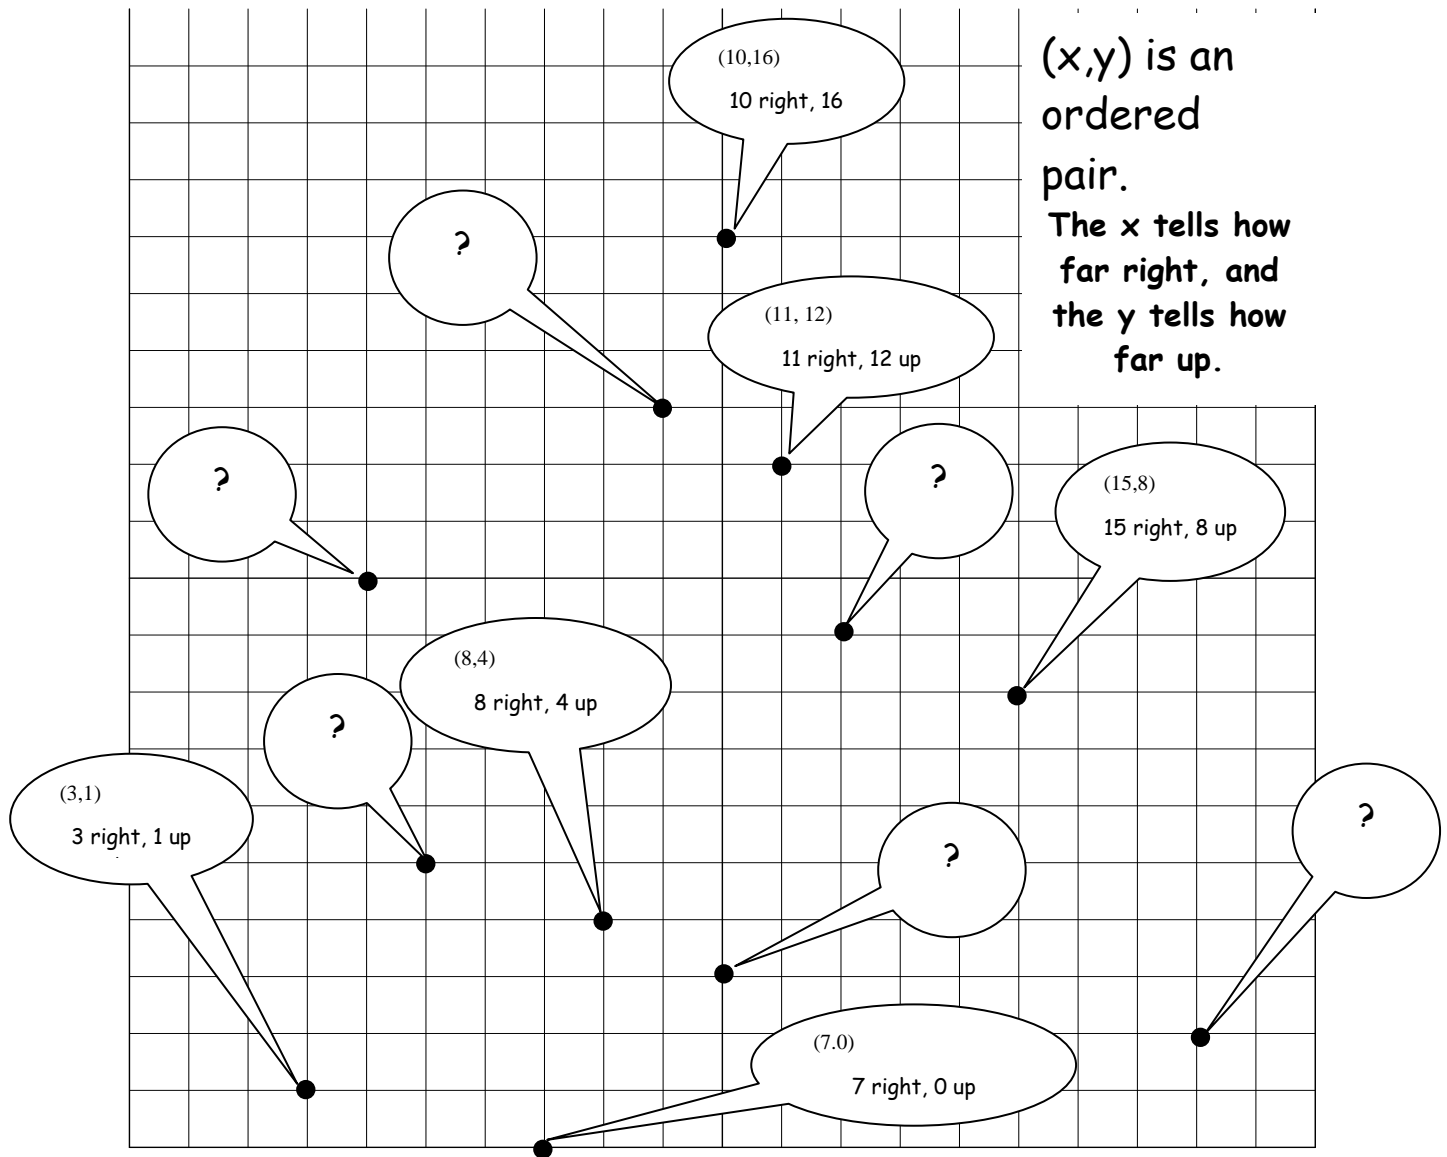 (10,16)
10 right, 16
(x,y) is an
ordered
pair.
The x tells how
far right, and
the y tells how
far up.
?
(11, 12)
11 right, 12 up
?
?
(15,8)
15 right, 8 up
(8,4)
8 right, 4 up
?
(3,1)
3 right, 1 up
?
?
(7.0)
7 right, 0 up